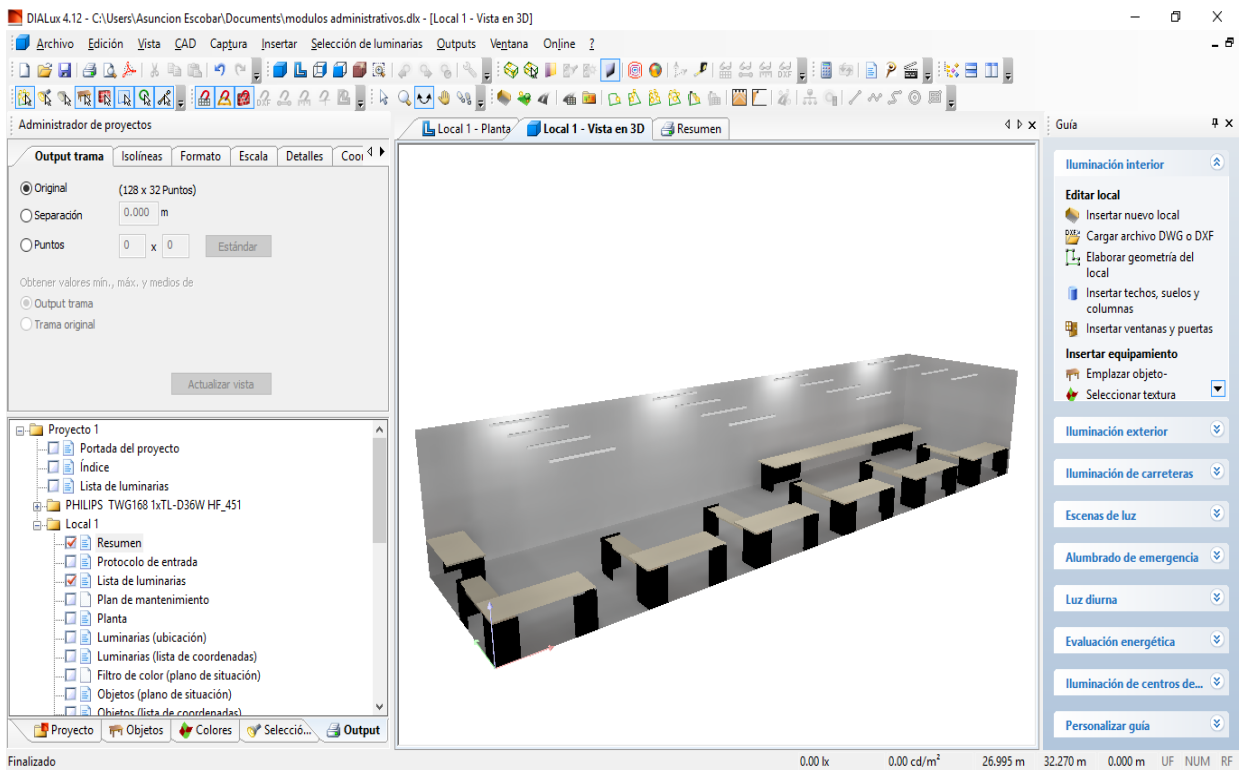 DIALux 4.12 - C:\Users\Asuncion Escobar\Documents\modulos administrativos.dlx - [Local 1 - Vista en 3D]
Archivo Edición Vista CAD Captura Insertar Selección de luminarias Outputs Ventana Online ?
Administrador de proyectos
Output trama Isolíneas Formato Escala Detalles Cooı
Original (128 x 32 Puntos)
Separación 0.000 m
Puntos 0 x 0 Estándar
Obtener valores mín., máx. y medios de
Output trama
Trama original
Actualizar vista
Proyecto 1
Portada del proyecto
Índice
Lista de luminarias
PHILIPS TWG168 1xTL-D36W HF_451
Local 1
Resumen
Protocolo de entrada
Lista de luminarias
Plan de mantenimiento
Planta
Luminarias (ubicación)
Luminarias (lista de coordenadas)
Filtro de color (plano de situación)
Objetos (plano de situación)
Objetos (lista de coordenadas)
Proyecto Objetos Colores Selecció... Output
Local 1 - Planta Local 1 - Vista en 3D Resumen
Guía
Iluminación interior
Editar local
Insertar nuevo local
Cargar archivo DWG o DXF
Elaborar geometría del
local
Insertar techos, suelos y
columnas
Insertar ventanas y puertas
Insertar equipamiento
Emplazar objeto-
Seleccionar textura
Iluminación exterior
Iluminación de carreteras
Escenas de luz
Alumbrado de emergencia
Luz diurna
Evaluación energética
Iluminación de centros de...
Personalizar guía
Finalizado 0.00 lx 0.00 cd/m² 26.995 m 32.270 m 0.000 m UF NUM RF